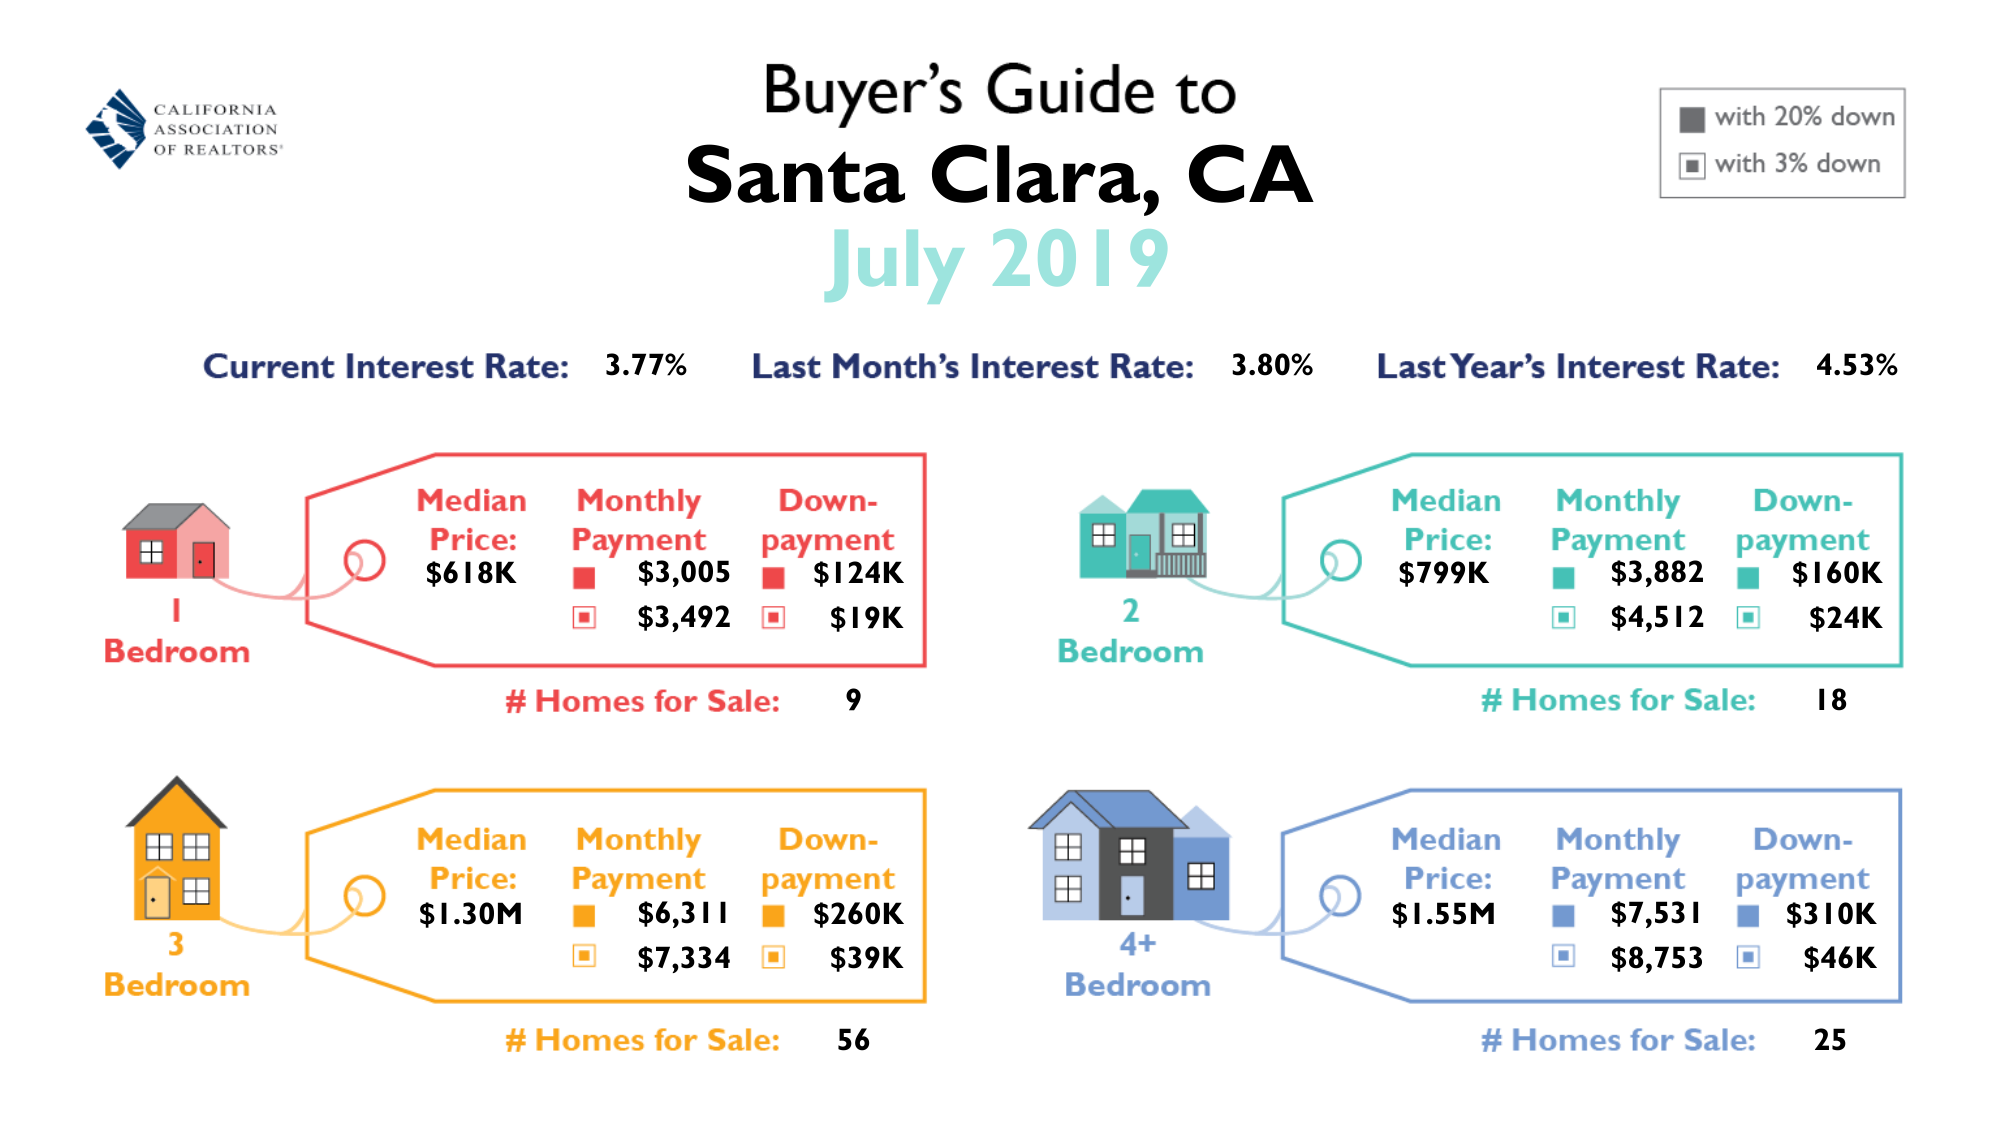 CALIFORNIA
ASSOCIATION
OF REALTORS®
Buyer's Guide to
Santa Clara, CA
July 2019
with 20% down
with 3% down
Current Interest Rate: 3.77% Last Month's Interest Rate: 3.80% Last Year's Interest Rate: 4.53%
1
Bedroom
Median Monthly Down-
Price: Payment payment
$618K $3,005 $124K
$3,492 $19K
# Homes for Sale: 9
2
Bedroom
Median Monthly Down-
Price: Payment payment
$799K $3,882 $160K
$4,512 $24K
# Homes for Sale: 18
3
Bedroom
Median Monthly Down-
Price: Payment payment
$1.30M $6,311 $260K
$7,334 $39K
# Homes for Sale: 56
4+
Bedroom
Median Monthly Down-
Price: Payment payment
$1.55M $7,531 $310K
$8,753 $46K
# Homes for Sale: 25